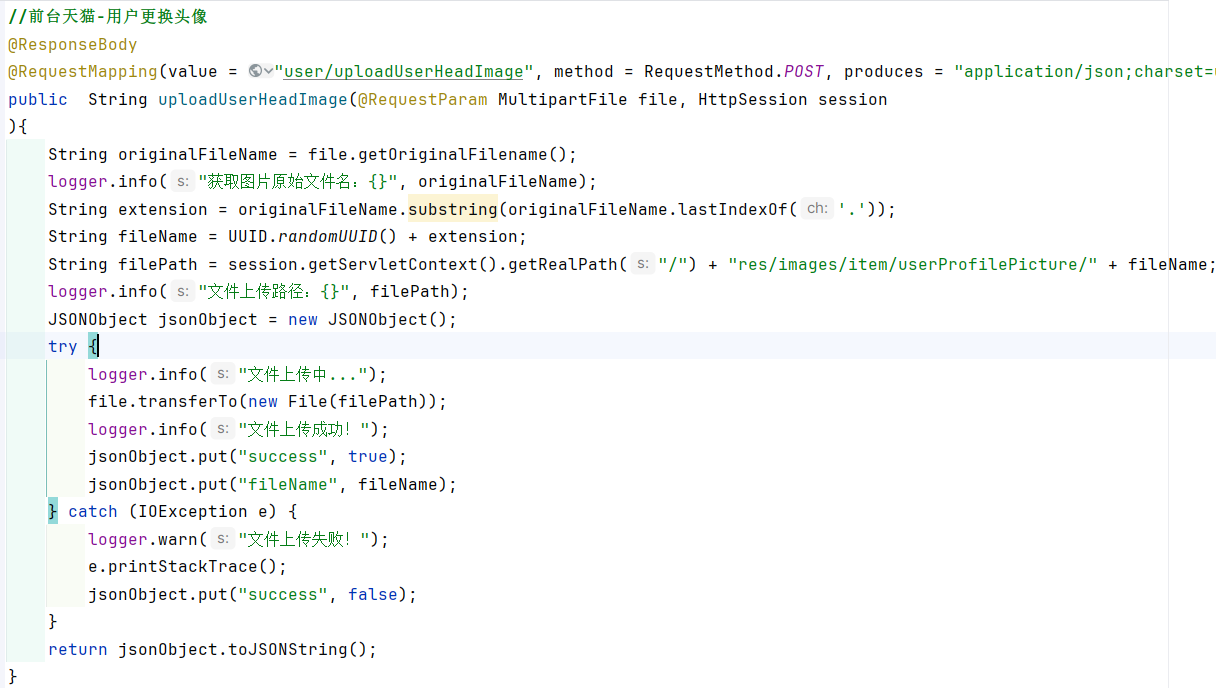 //前台天猫-用户更换头像
@ResponseBody
@RequestMapping(value = "user/uploadUserHeadImage", method = RequestMethod.POST, produces = "application/json;charset=
public  String uploadUserHeadImage(@RequestParam MultipartFile file, HttpSession session
){
    String originalFileName = file.getOriginalFilename();
    logger.info( s: "获取图片原始文件名：{}", originalFileName);
    String extension = originalFileName.substring(originalFileName.lastIndexOf( ch: '.'));
    String fileName = UUID.randomUUID() + extension;
    String filePath = session.getServletContext().getRealPath( s: "/") + "res/images/item/userProfilePicture/" + fileName;
    logger.info( s: "文件上传路径：{}", filePath);
    JSONObject jsonObject = new JSONObject();
    try {
        logger.info( s: "文件上传中...");
        file.transferTo(new File(filePath));
        logger.info( s: "文件上传成功！");
        jsonObject.put("success", true);
        jsonObject.put("fileName", fileName);
    } catch (IOException e) {
        logger.warn( s: "文件上传失败！");
        e.printStackTrace();
        jsonObject.put("success", false);
    }
    return jsonObject.toJSONString();
}